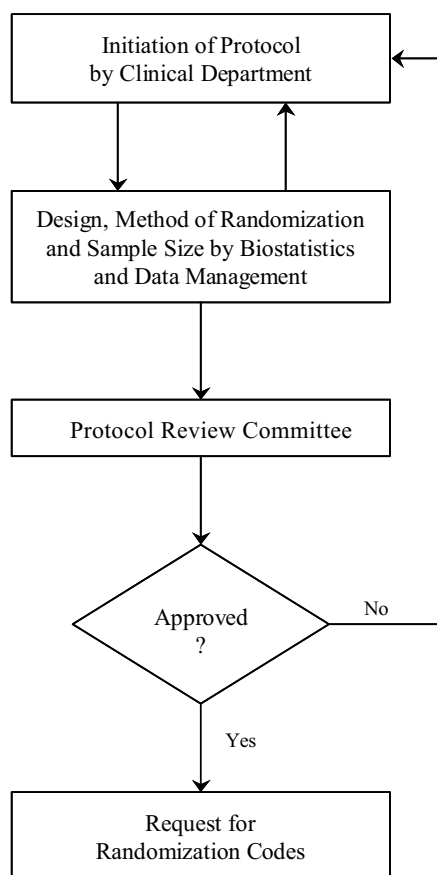 Initiation of Protocol
by Clinical Department
Design, Method of Randomization
and Sample Size by Biostatistics
and Data Management
Protocol Review Committee
Approved
?
No
Yes
Request for
Randomization Codes